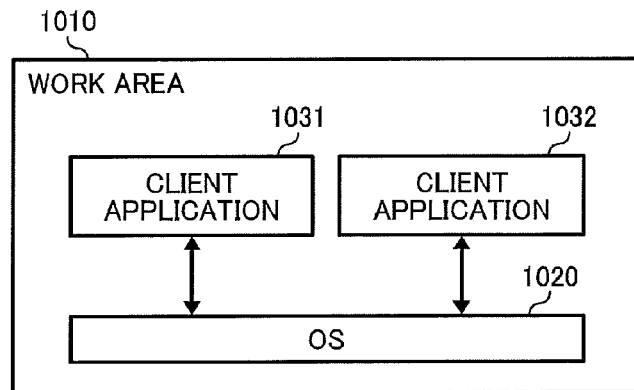 1010
WORK AREA
1031
1032
CLIENT
APPLICATION
CLIENT
APPLICATION
1020
OS